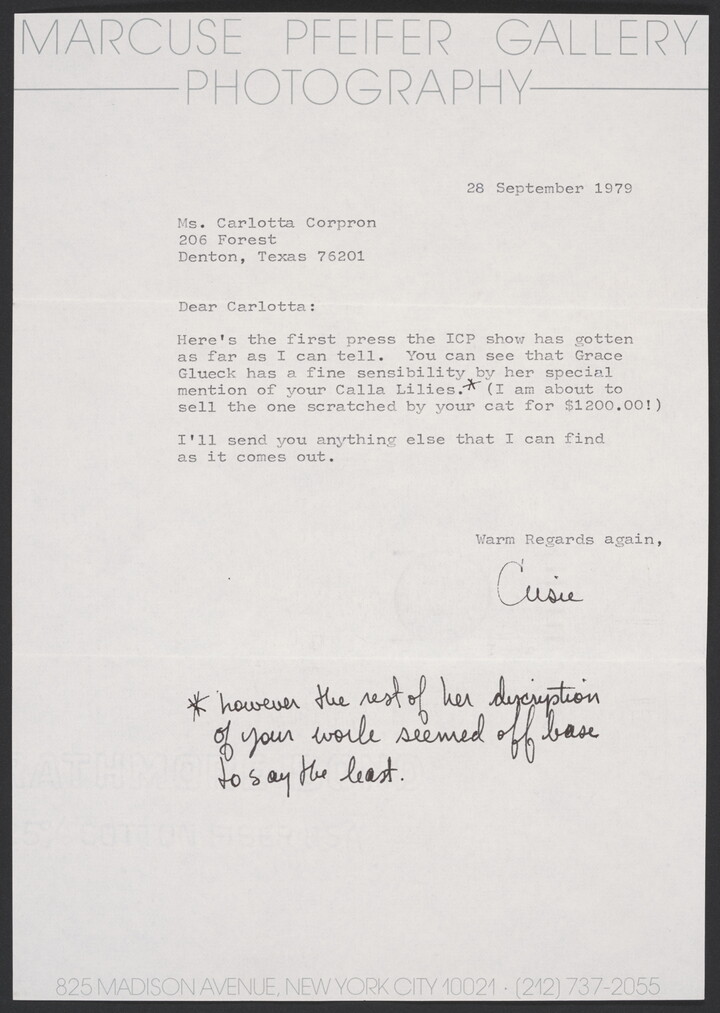 MARCUSE PFEIFER GALLERY
PHOTOGRAPHY
28 September 1979
Ms. Carlotta Corpron
206 Forest
Denton, Texas 76201
Dear Carlotta:
Here's the first press the ICP show has gotten
as far as I can tell. You can see that Grace
Glueck has a fine sensibility by her special
mention of your Calla Lilies.* (I am about to
sell the one scratched by your cat for $1200.00!)
I'll send you anything else that I can find
as it comes out.
Warm Regards again,
Cusie
* however the rest of her description
of your work seemed off base
to say the least.
825 MADISON AVENUE, NEW YORK CITY 10021 · (212) 737-2055